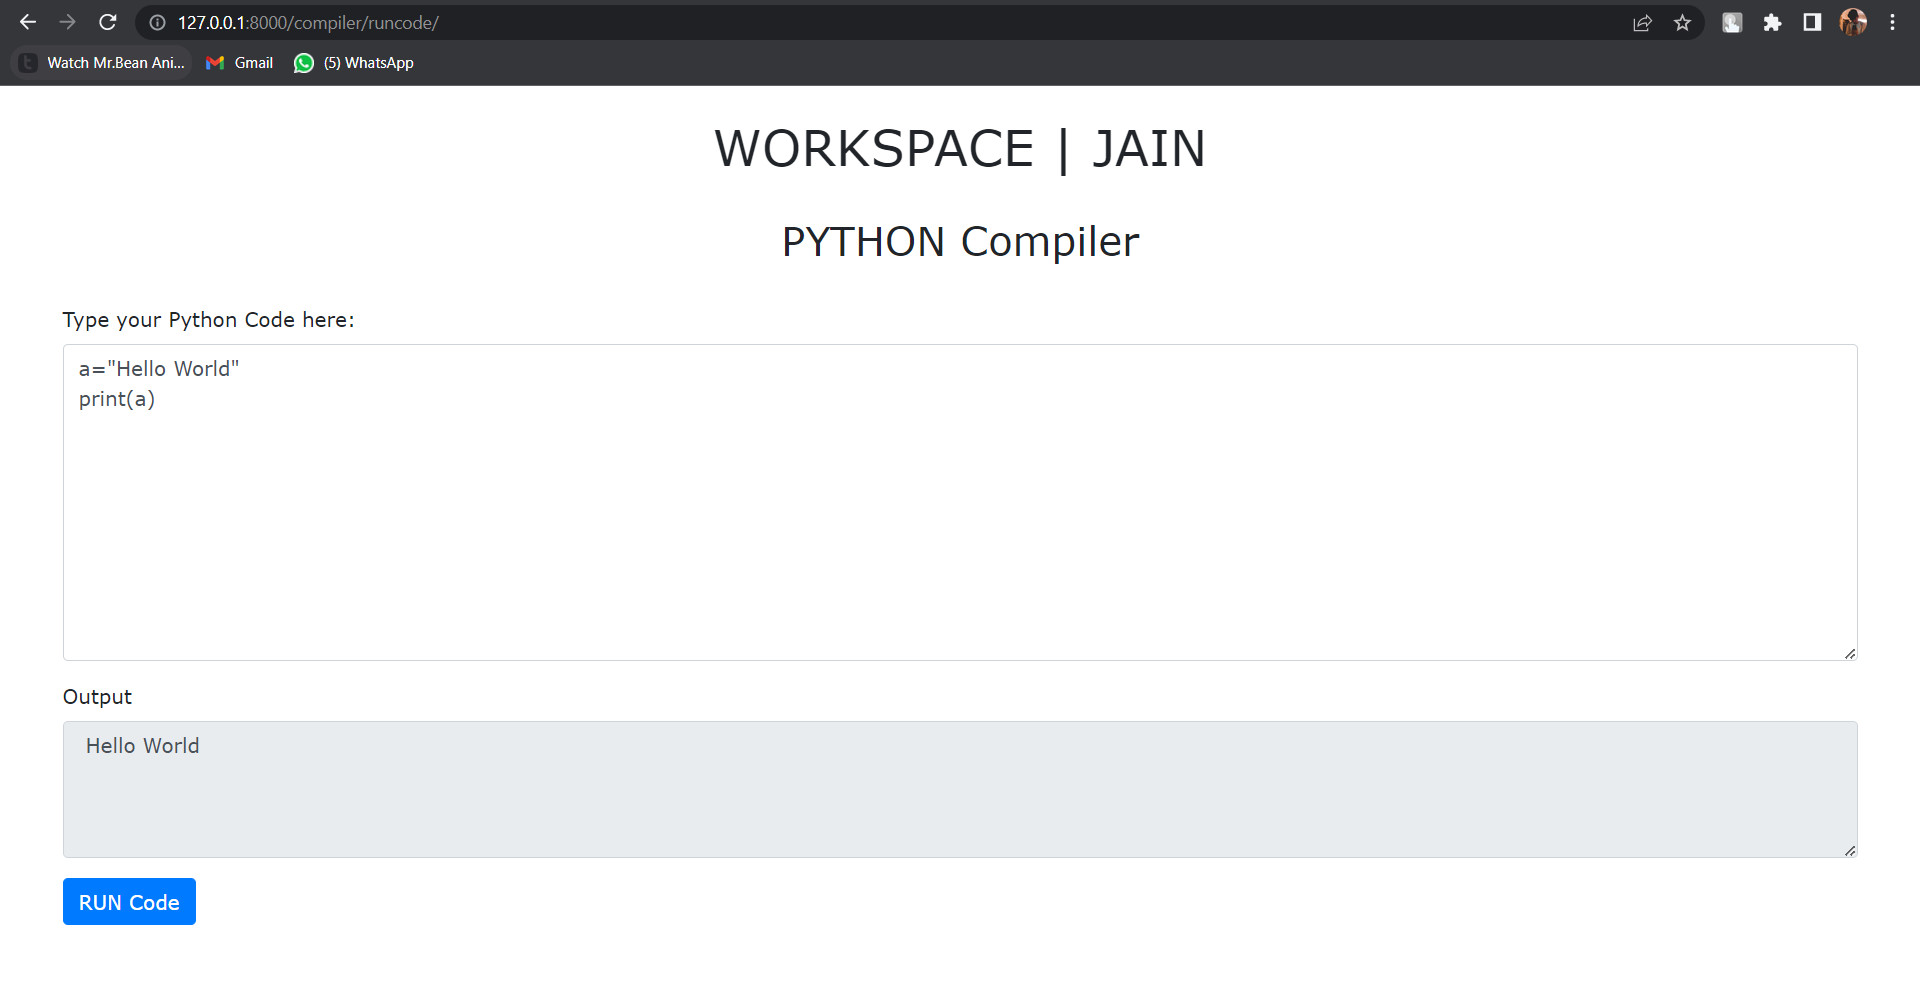 127.0.0.1:8000/compiler/runcode/
Watch Mr.Bean Ani... Gmail (5) WhatsApp
WORKSPACE | JAIN
PYTHON Compiler
Type your Python Code here:
a="Hello World"
print(a)
Output
Hello World
RUN Code